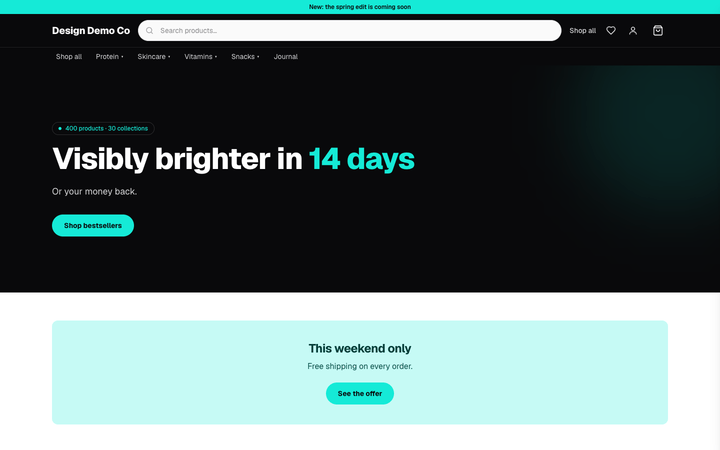 New: the spring edit is coming soon
Design Demo Co
Search products...
Shop all
Shop all
Protein
Skincare
Vitamins
Snacks
Journal
400 products · 30 collections
Visibly brighter in 14 days
Or your money back.
Shop bestsellers
This weekend only
Free shipping on every order.
See the offer